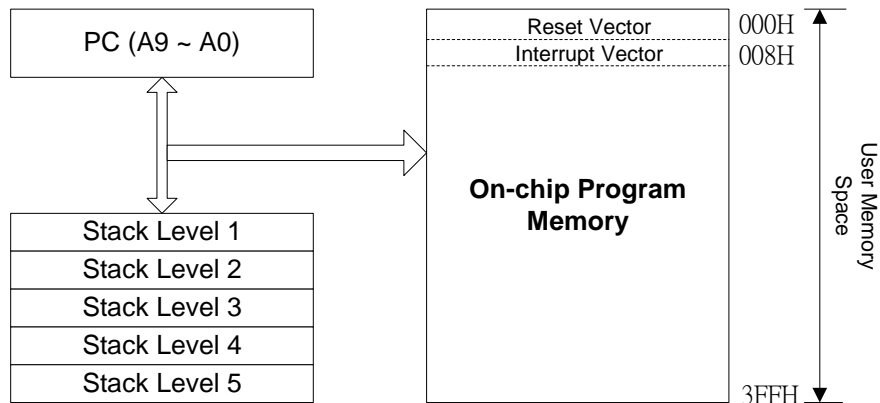 PC (A9 ~ A0)
Stack Level 1
Stack Level 2
Stack Level 3
Stack Level 4
Stack Level 5
Reset Vector
000H
Interrupt Vector
008H
On-chip Program
Memory
3FFH
User Memory
Space